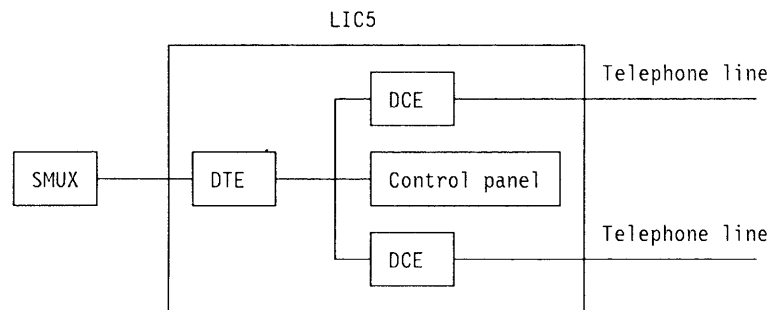 LIC5
Telephone line
DCE
SMUX
DTE
Control panel
Telephone line
DCE